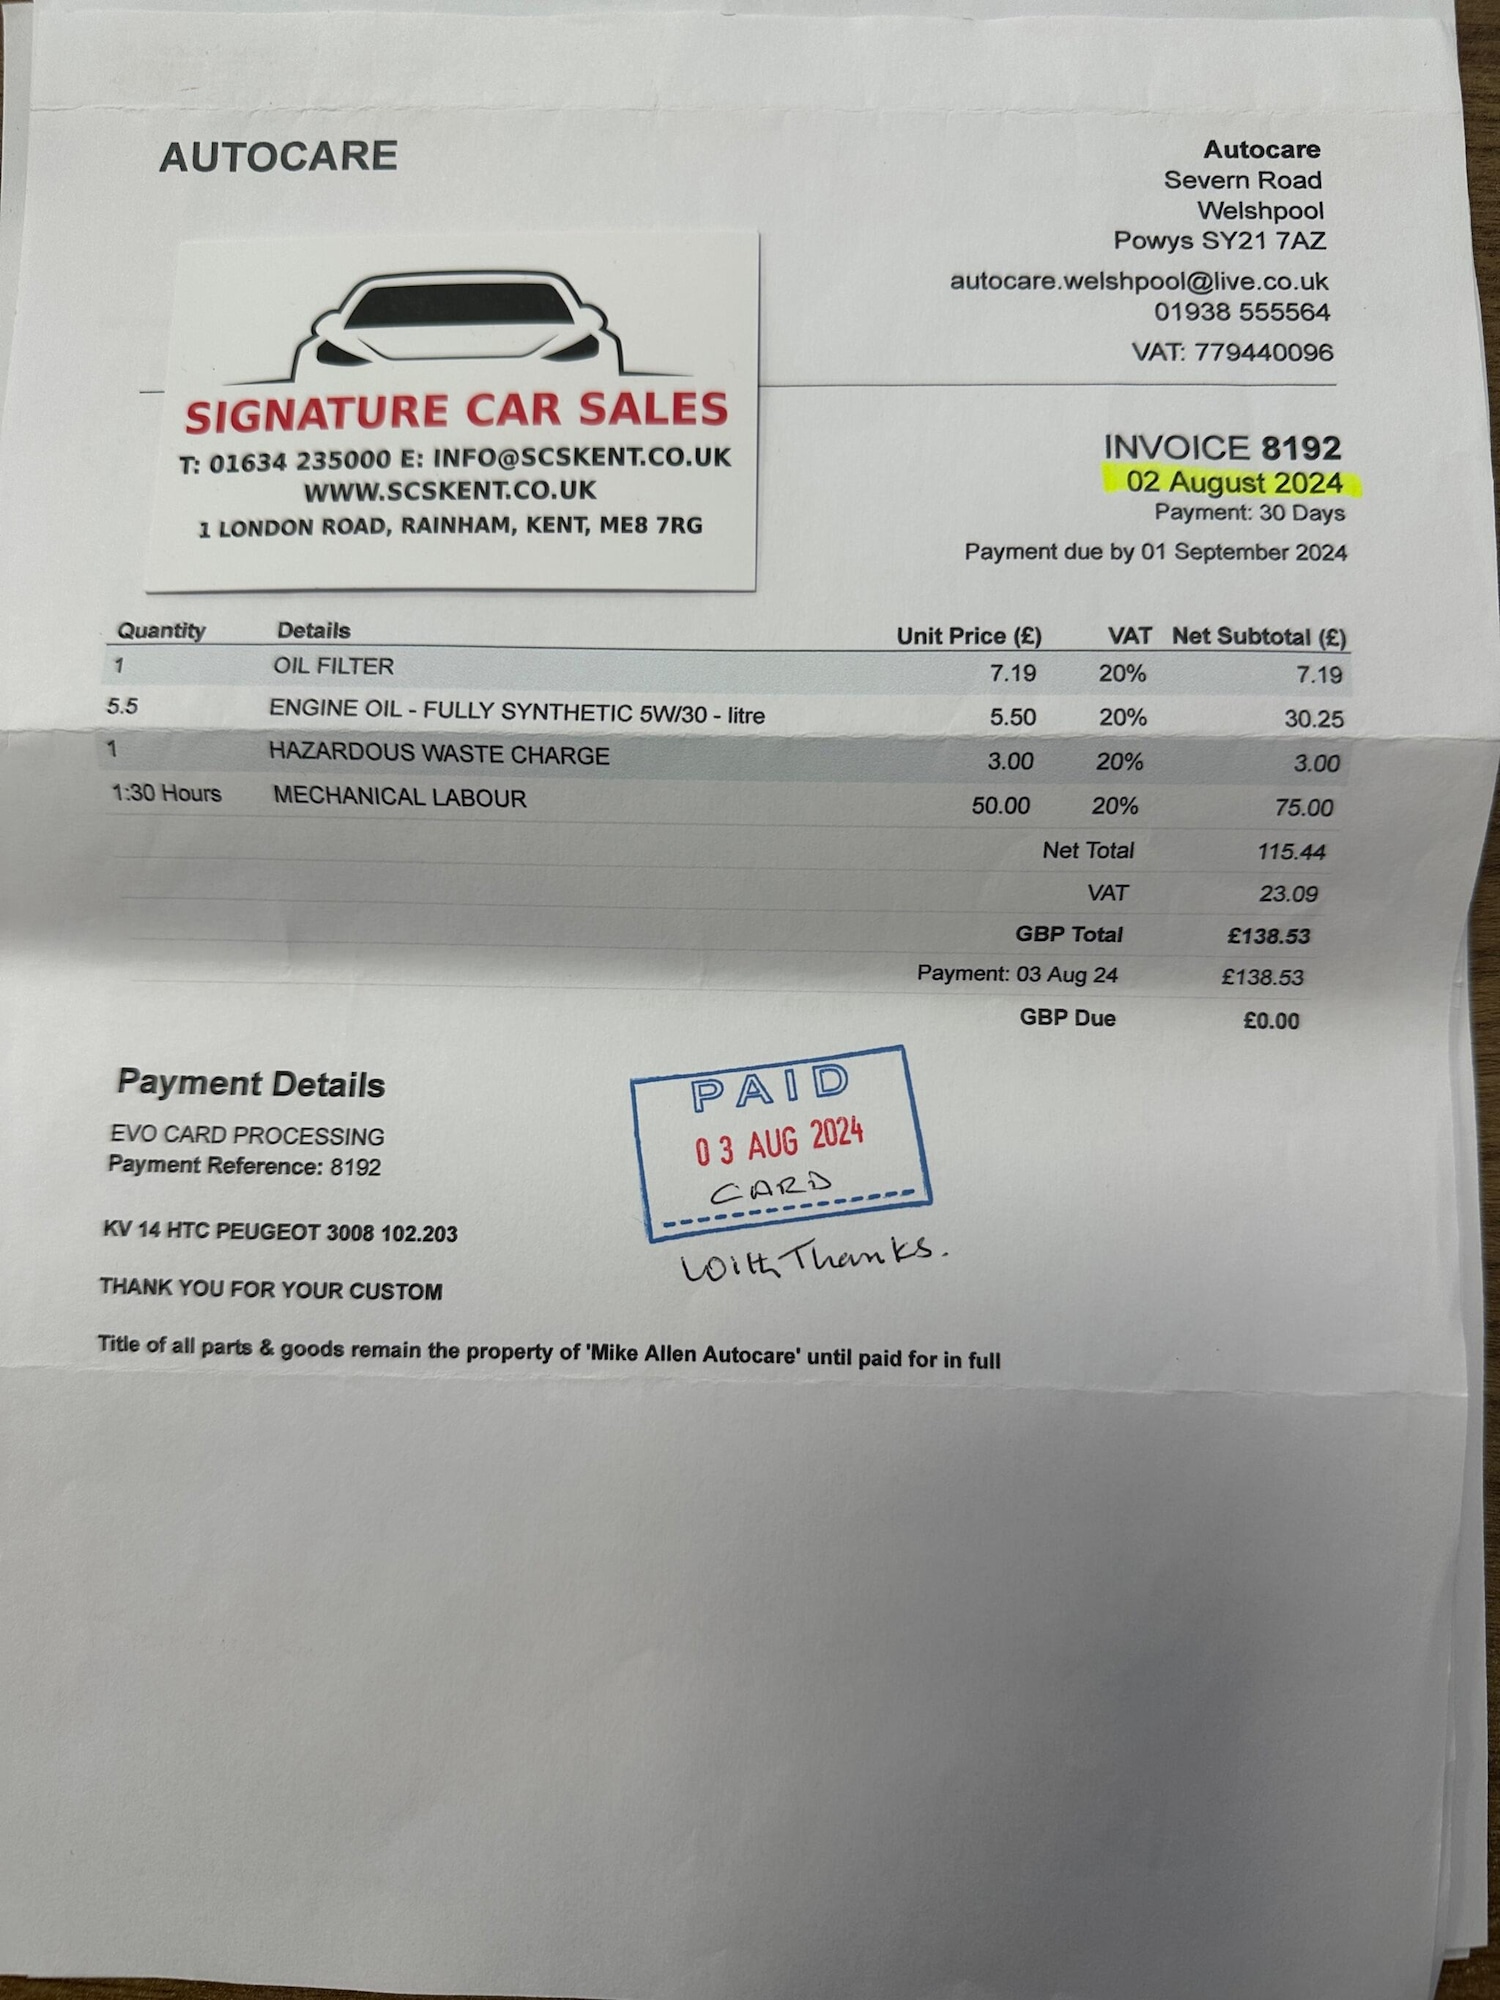 AUTOCARE
Autocare
Severn Road
Welshpool
Powys SY21 7AZ
autocare.welshpool@live.co.uk
01938 555564
VAT: 779440096
SIGNATURE CAR SALES
T: 01634 235000 E: INFO@SCSKENT.CO.UK
WWW.SCSKENT.CO.UK
1 LONDON ROAD, RAINHAM, KENT, ME8 7RG
INVOICE 8192
02 August 2024
Payment: 30 Days
Payment due by 01 September 2024
Quantity Details Unit Price (£) VAT Net Subtotal (£)
1 OIL FILTER 7.19 20% 7.19
5.5 ENGINE OIL - FULLY SYNTHETIC 5W/30 - litre 5.50 20% 30.25
1 HAZARDOUS WASTE CHARGE 3.00 20% 3.00
1:30 Hours MECHANICAL LABOUR 50.00 20% 75.00
Net Total 115.44
VAT 23.09
GBP Total £138.53
Payment: 03 Aug 24 £138.53
GBP Due £0.00
Payment Details
EVO CARD PROCESSING
Payment Reference: 8192
PAID
03 AUG 2024
CARD
With Thanks.
KV 14 HTC PEUGEOT 3008 102.203
THANK YOU FOR YOUR CUSTOM
Title of all parts & goods remain the property of 'Mike Allen Autocare' until paid for in full